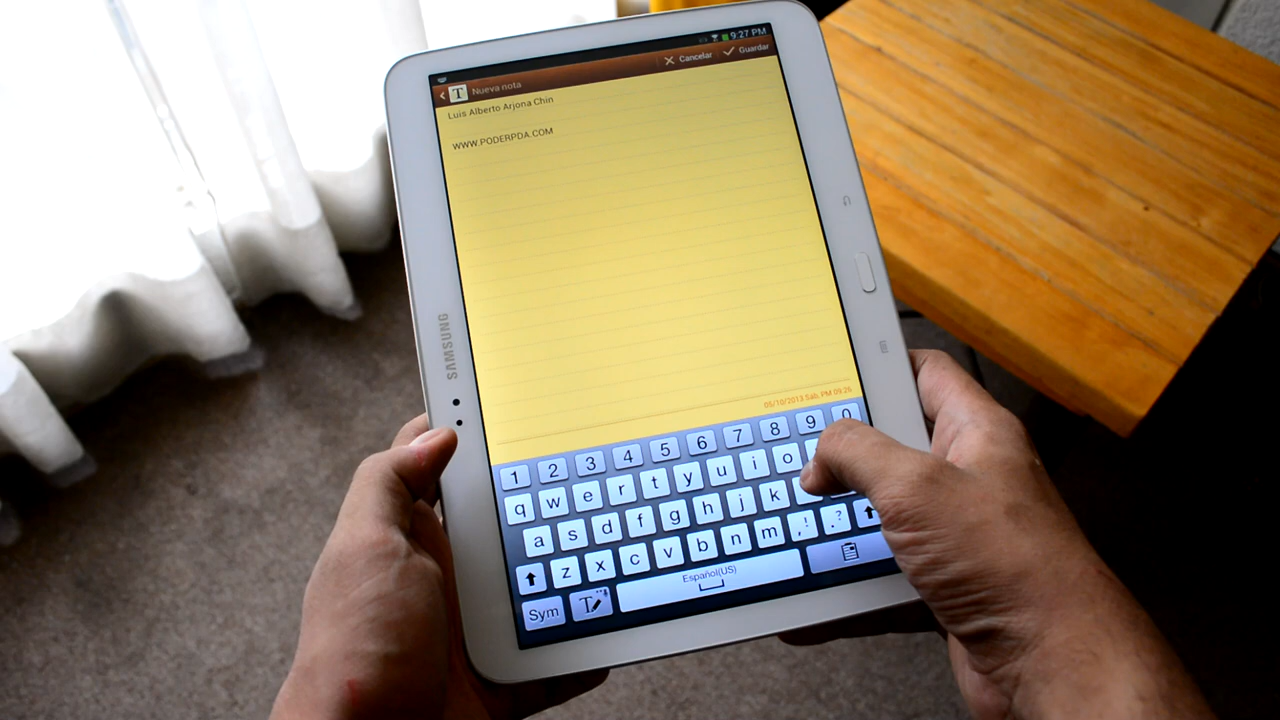 9:27 PM
Nueva nota
Cancelar
Guardar
Luis Alberto Arjona Chin
WWW.PODERPDA.COM
05/10/2013 Sab, PM 09:26
SAMSUNG
1 2 3 4 5 6 7 8 9 0
q w e r t y u i o
a s d f g h j k
z x c v b n m ,! .?
Sym
Español(US)